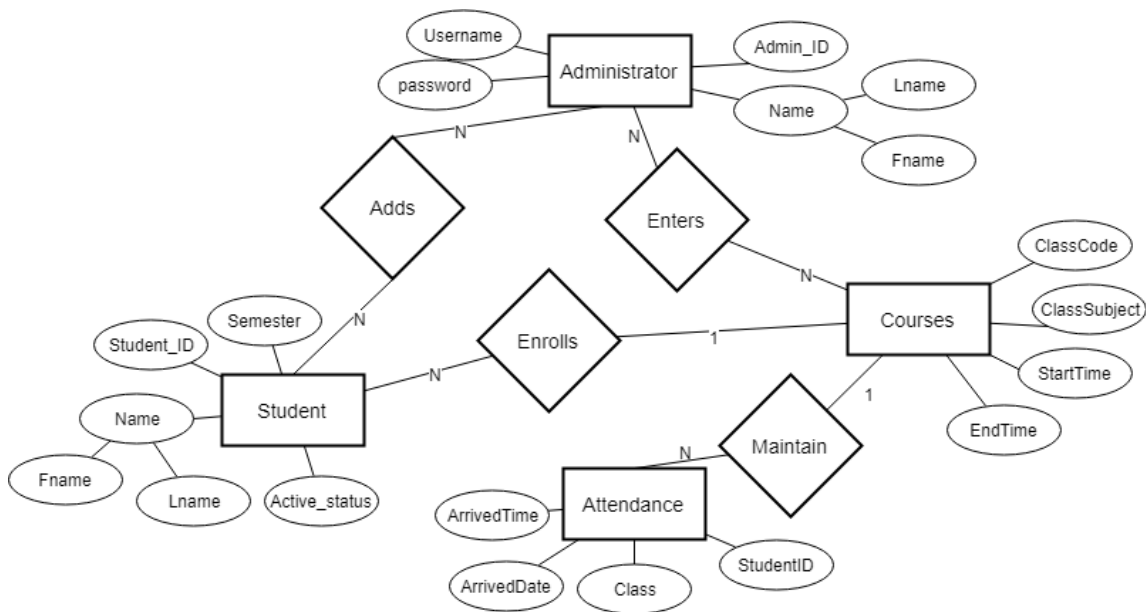 Username
Administrator
Admin_ID
password
Lname
Name
N
N
Fname
Adds
Enters
ClassCode
N
Semester
ClassSubject
Courses
N
Student_ID
Enrolls
1
StartTime
N
Student
1
Name
EndTime
Maintain
N
Fname
Lname
Active_status
Attendance
ArrivedTime
StudentID
ArrivedDate
Class